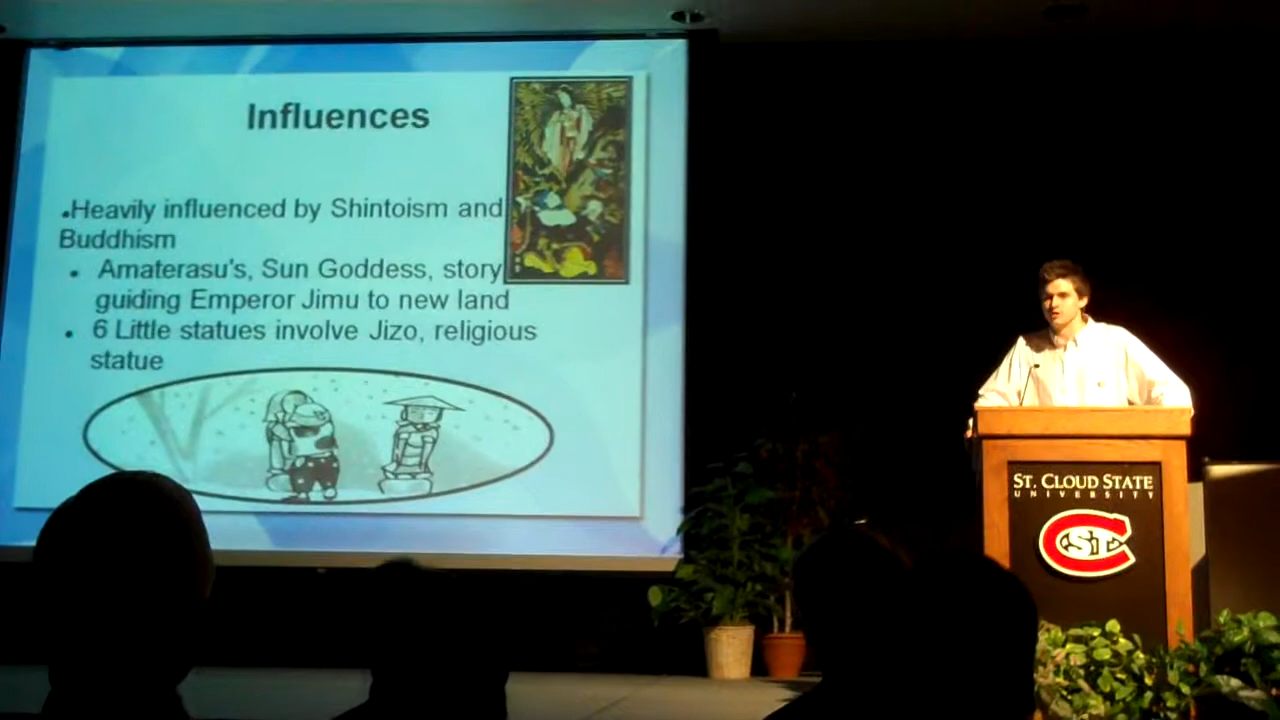 Influences
•Heavily influenced by Shintoism and
Buddhism
• Amaterasu's, Sun Goddess, story
guiding Emperor Jimu to new land
• 6 Little statues involve Jizo, religious
statue
ST. CLOUD STATE
UNIVERSITY
C
ST